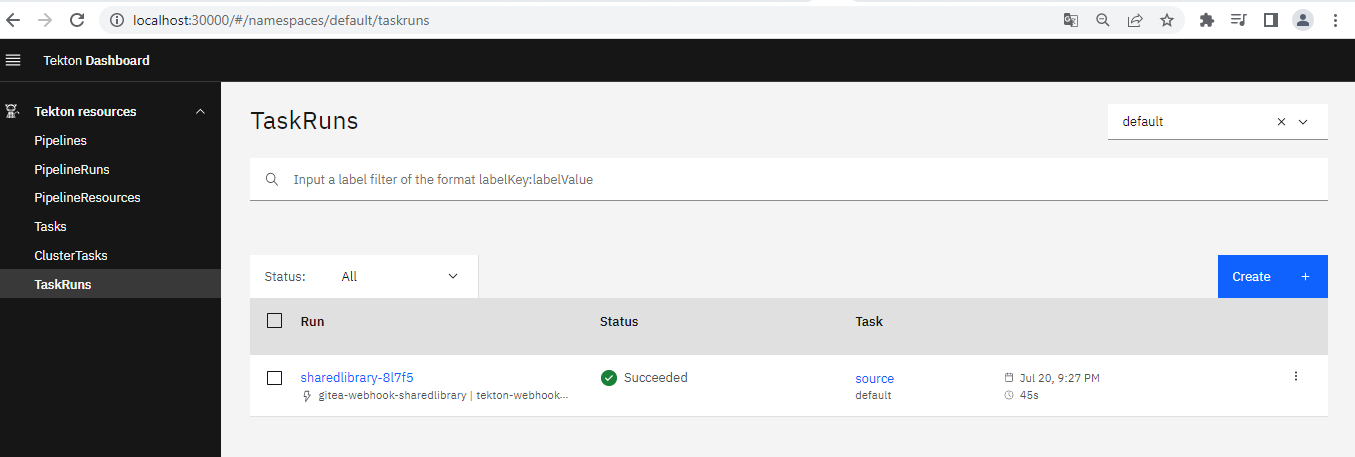 localhost:30000/#/namespaces/default/taskruns
Tekton Dashboard
Tekton resources
Pipelines
PipelineRuns
PipelineResources
Tasks
ClusterTasks
TaskRuns
TaskRuns
default
Input a label filter of the format labelKey:labelValue
Status: All
Create +
Run Status Task
sharedlibrary-8l7f5 Succeeded source Jul 20, 9:27 PM
gitea-webhook-sharedlibrary | tekton-webhook... default 45s